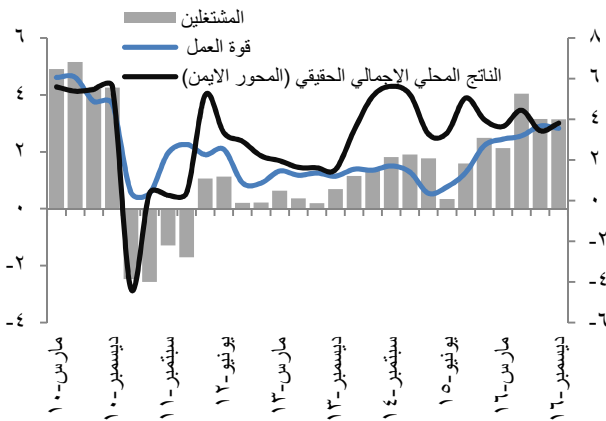 المشتغلين
قوة العمل
الناتج المحلي الإجمالي الحقيقي (المحور الايمن)
٦
٤
٢
٠
-٢
-٤
٨
٦
٤
٢
٠
-٢
-٤
-٦
مارس-١٠
ديسمبر-١٠
سبتمبر-١١
يونيو-١٢
مارس-١٣
ديسمبر-١٣
سبتمبر-١٤
يونيو-١٥
مارس-١٦
ديسمبر-١٦